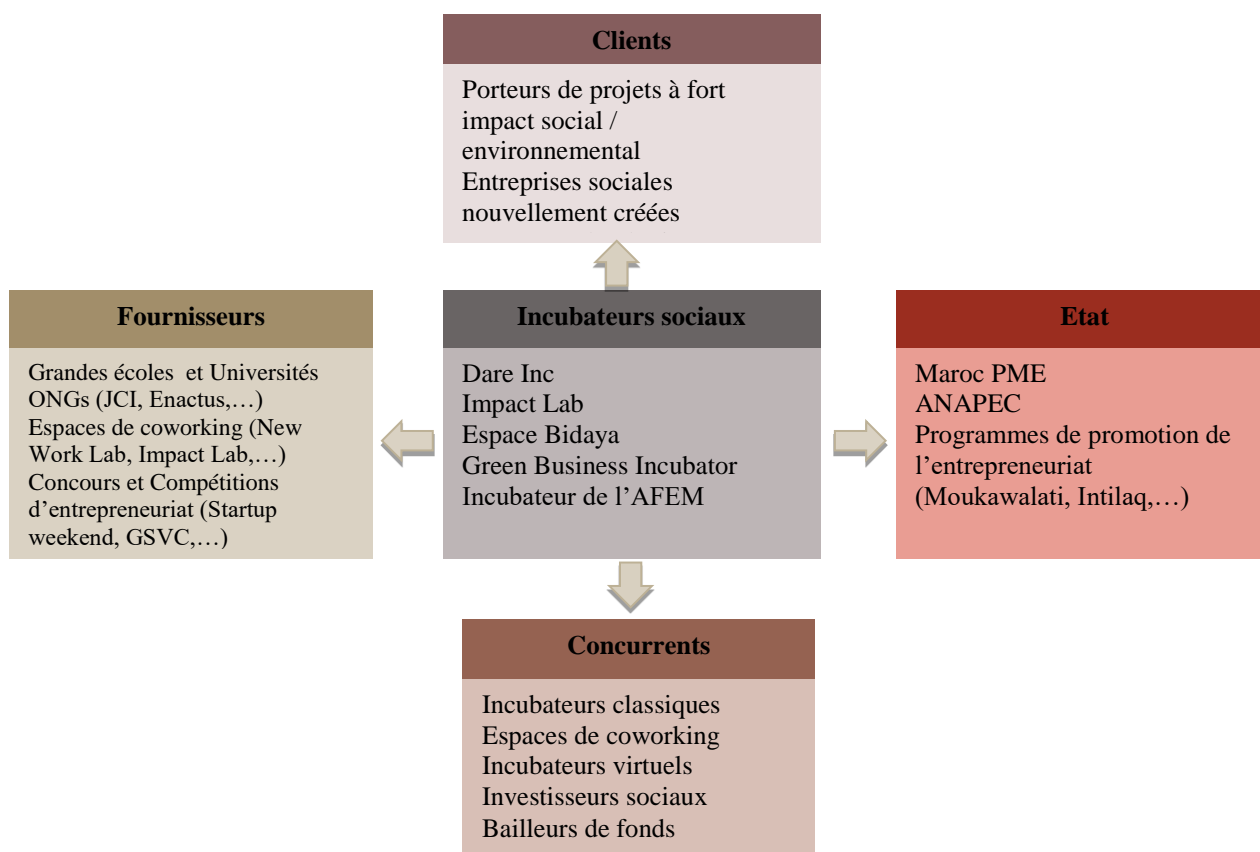 Clients
Porteurs de projets à fort
impact social /
environnemental
Entreprises sociales
nouvellement créées
Fournisseurs
Grandes écoles et Universités
ONGs (JCI, Enactus,…)
Espaces de coworking (New
Work Lab, Impact Lab,…)
Concours et Compétitions
d’entrepreneuriat (Startup
weekend, GSVC,…)
Incubateurs sociaux
Dare Inc
Impact Lab
Espace Bidaya
Green Business Incubator
Incubateur de l’AFEM
Etat
Maroc PME
ANAPEC
Programmes de promotion de
l’entrepreneuriat
(Moukawalati, Intilaq,…)
Concurrents
Incubateurs classiques
Espaces de coworking
Incubateurs virtuels
Investisseurs sociaux
Bailleurs de fonds